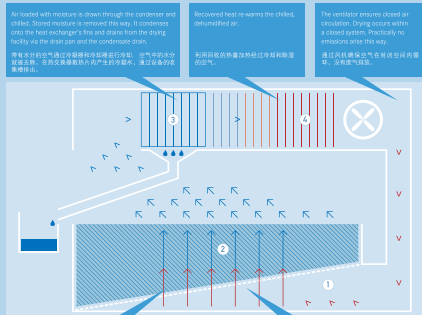 Air loaded with moisture is drawn through the condenser and
chilled. Stored moisture is removed this way. It condenses
onto the heat exchanger's fins and drains from the drying
facility via the drain pan and the condensate drain.
带有水分的空气通过冷凝器和冷却器进行冷却，空气中的水分
就被去除。在热交换器散热片内产生的冷凝水，通过设备的收
集槽排出。
Recovered heat re-warms the chilled,
dehumidified air.
利用回收的热量加热经过冷却和除湿
的空气。
The ventilator ensures closed air
circulation. Drying occurs within
a closed system. Practically no
emissions arise this way.
通过风机确保空气在封闭空间内循
环，没有废气排放。
3
4
2
1